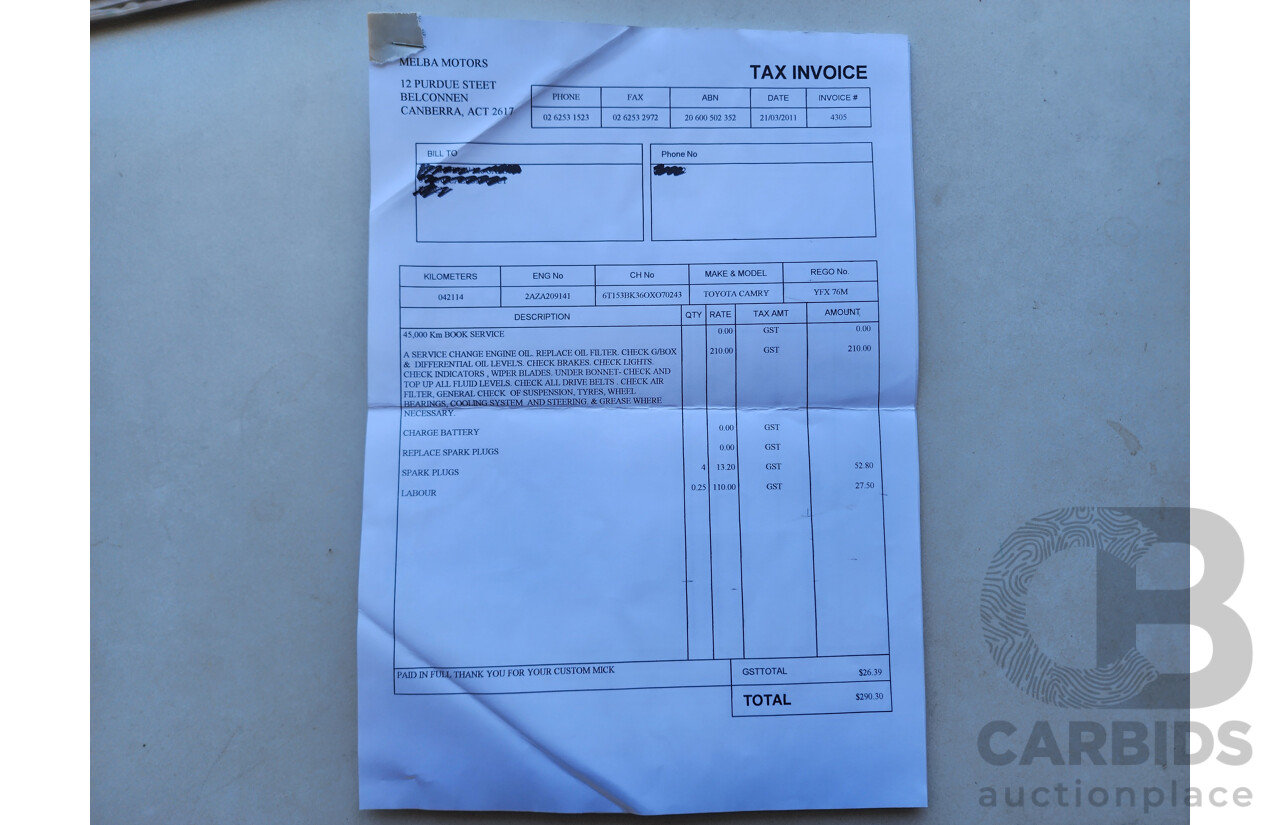 MELBA MOTORS
12 PURDUE STEET
BELCONNEN
CANBERRA, ACT 2617
TAX INVOICE
PHONE FAX ABN DATE INVOICE #
02 6253 1523 02 6253 2972 20 600 502 352 21/03/2011 4305
BILL TO
Phone No
KILOMETERS ENG No CH No MAKE & MODEL REGO No.
042114 2AZA209141 6T153BK36OXO70243 TOYOTA CAMRY YFX 76M
DESCRIPTION QTY RATE TAX AMT AMOUNT
45,000 Km BOOK SERVICE 0.00 GST 0.00
A SERVICE CHANGE ENGINE OIL. REPLACE OIL FILTER. CHECK G/BOX 210.00 GST 210.00
& DIFFERENTIAL OIL LEVEL'S. CHECK BRAKES. CHECK LIGHTS.
CHECK INDICATORS , WIPER BLADES. UNDER BONNET- CHECK AND
TOP UP ALL FLUID LEVELS. CHECK ALL DRIVE BELTS . CHECK AIR
FILTER, GENERAL CHECK OF SUSPENSION, TYRES, WHEEL
BEARINGS, COOLING SYSTEM AND STEERING. & GREASE WHERE
NECESSARY.
CHARGE BATTERY 0.00 GST
REPLACE SPARK PLUGS 0.00 GST
SPARK PLUGS 4 13.20 GST 52.80
LABOUR 0.25 110.00 GST 27.50
PAID IN FULL THANK YOU FOR YOUR CUSTOM MICK
GSTTOTAL $26.39
TOTAL $290.30
CB
CARBIDS
auctionplace